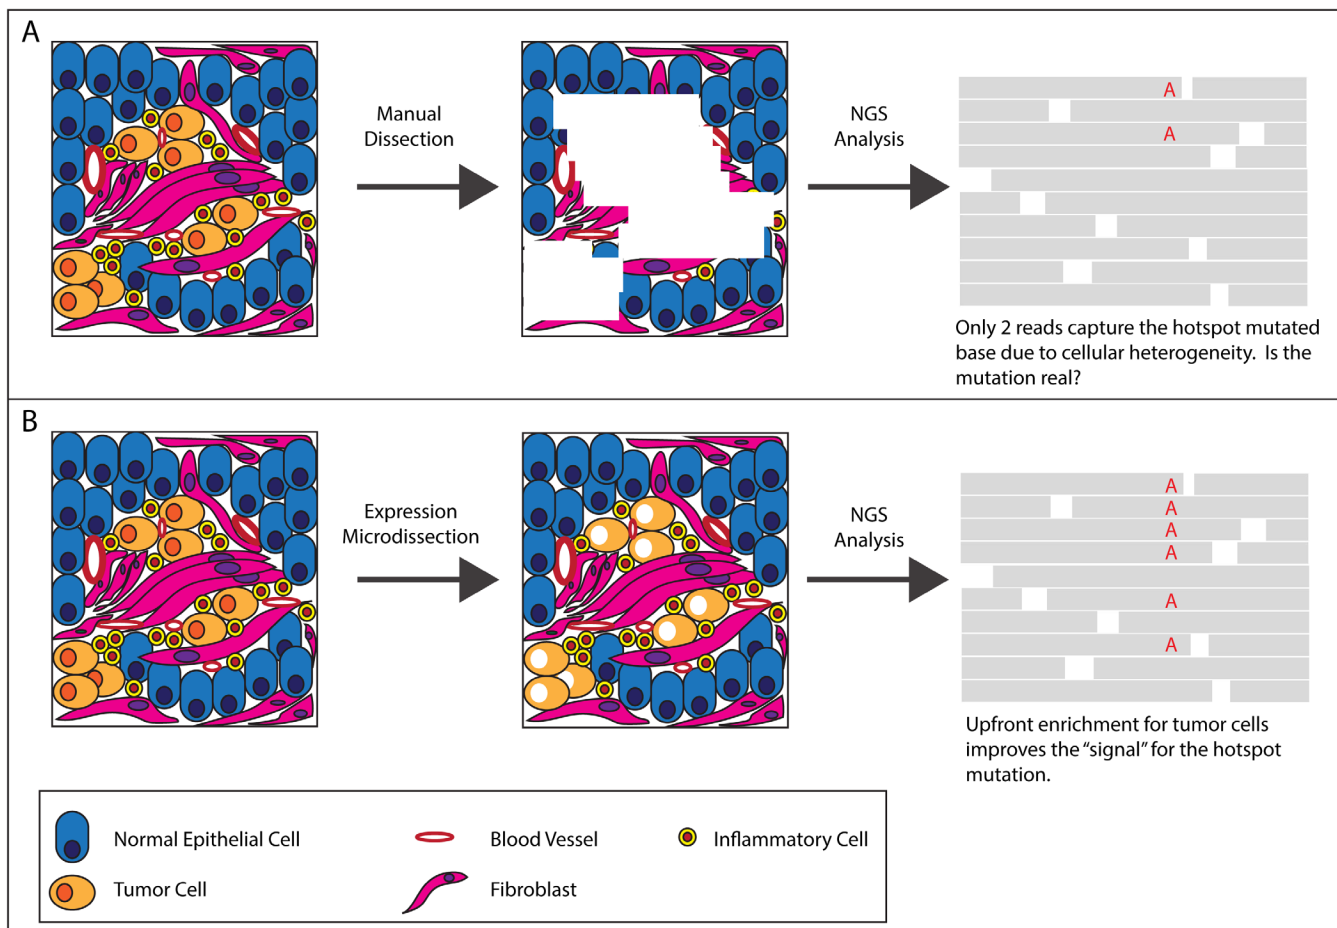 A
Manual
Dissection
NGS
Analysis
A
A
Only 2 reads capture the hotspot mutated
base due to cellular heterogeneity.  Is the
mutation real?
B
Expression
Microdissection
NGS
Analysis
A
A
A
A
A
A
Upfront enrichment for tumor cells
improves the “signal” for the hotspot
mutation.
Normal Epithelial Cell
Blood Vessel
Inflammatory Cell
Tumor Cell
Fibroblast